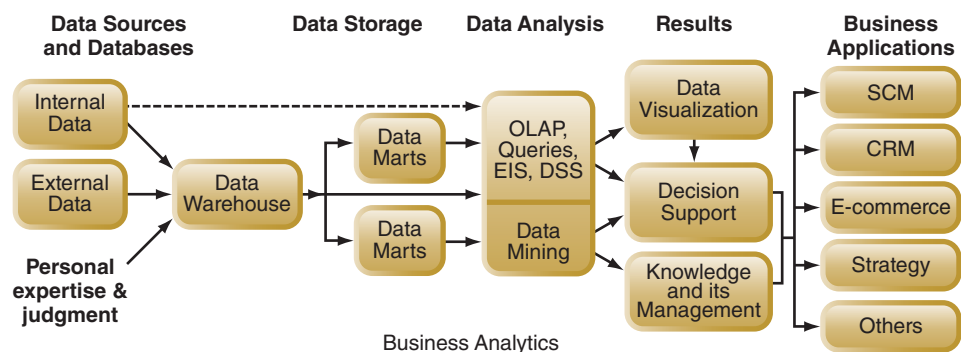 Data Sources
and Databases
Data Storage
Data Analysis
Results
Business
Applications
Internal
Data
External
Data
Personal
expertise &
judgment
Data
Warehouse
Data
Marts
Data
Marts
OLAP,
Queries,
EIS, DSS
Data
Mining
Data
Visualization
Decision
Support
Knowledge
and its
Management
SCM
CRM
E-commerce
Strategy
Others
Business Analytics